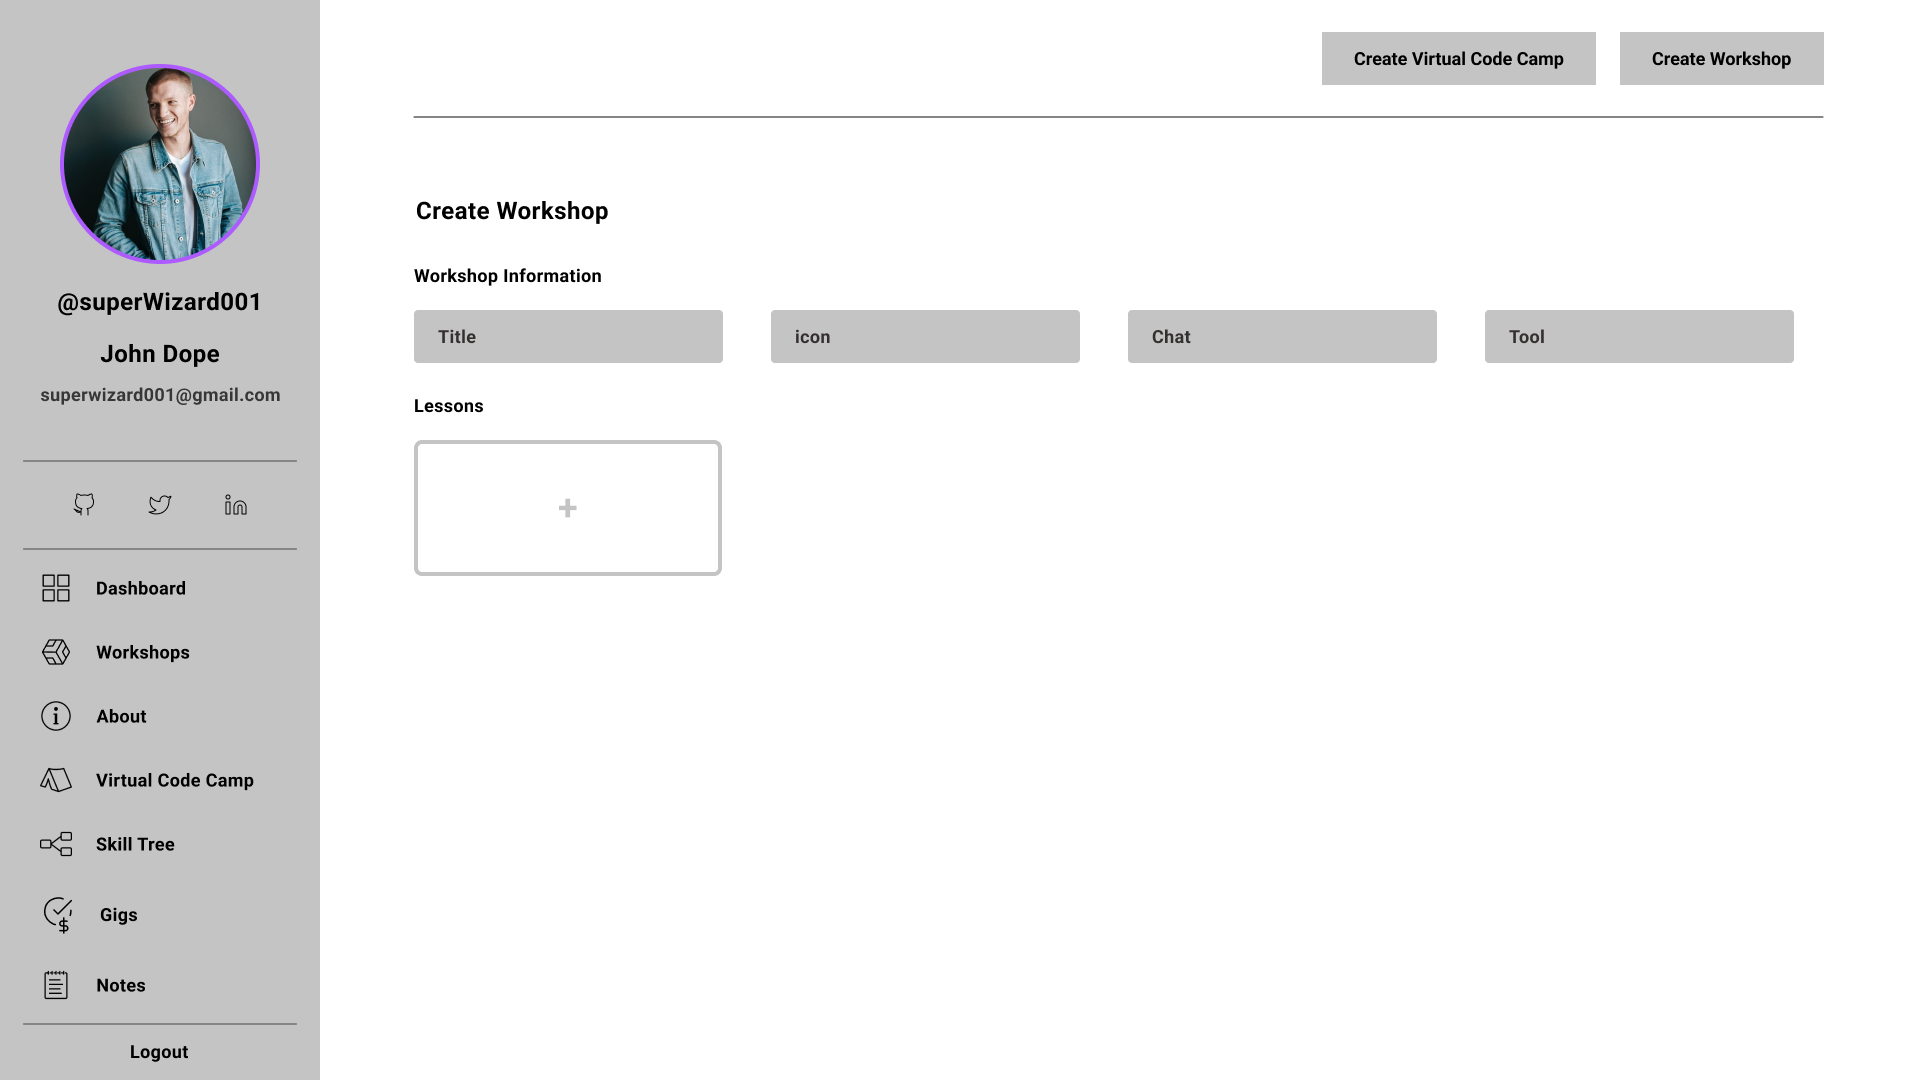 @superWizard001
John Dope
superwizard001@gmail.com
Dashboard
Workshops
About
Virtual Code Camp
Skill Tree
Gigs
Notes
Logout
Create Virtual Code Camp
Create Workshop
Create Workshop
Workshop Information
Title
icon
Chat
Tool
Lessons
+